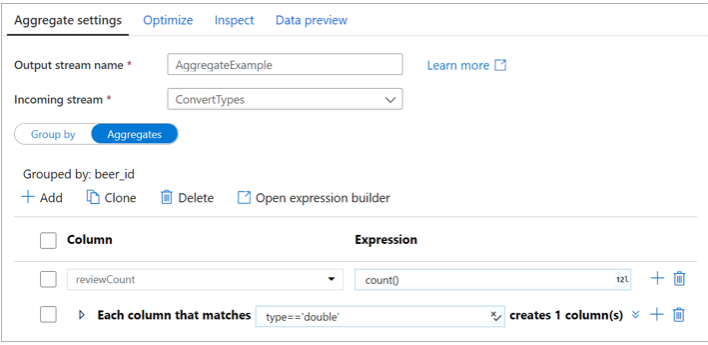 Aggregate settings Optimize Inspect Data preview
Output stream name * AggregateExample Learn more
Incoming stream * ConvertTypes
Group by Aggregates
Grouped by: beer_id
Add Clone Delete Open expression builder
Column Expression
reviewCount count() 12l
Each column that matches type=='double' creates 1 column(s)